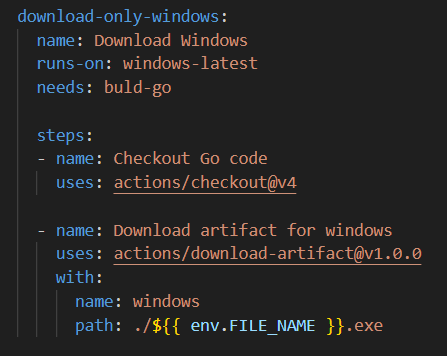 download-only-windows:
name: Download Windows
runs-on: windows-latest
needs: buld-go
steps:
- name: Checkout Go code
uses: actions/checkout@v4
- name: Download artifact for windows
uses: actions/download-artifact@v1.0.0
with:
name: windows
path: ./${{ env.FILE_NAME }}.exe